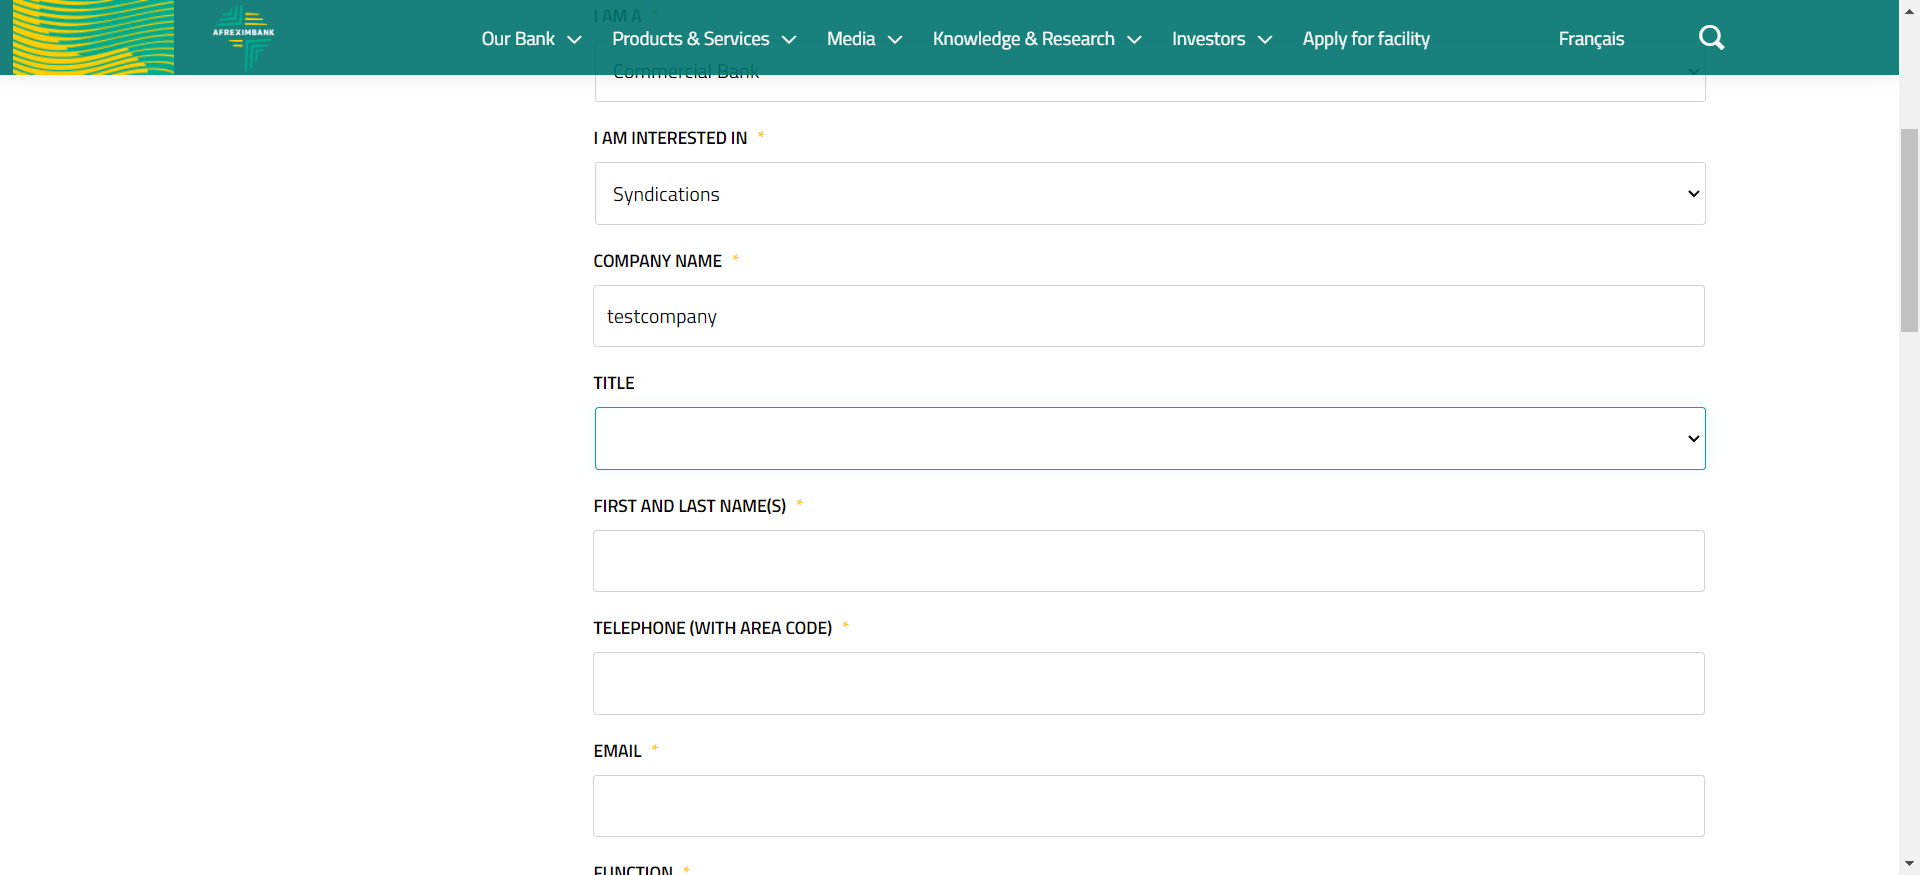 I AM A *
AFREXIMBANK
Our Bank Products & Services Media Knowledge & Research Investors Apply for facility Français
Commercial Bank
I AM INTERESTED IN *
Syndications
COMPANY NAME *
testcompany
TITLE
FIRST AND LAST NAME(S) *
TELEPHONE (WITH AREA CODE) *
EMAIL *
FUNCTION *